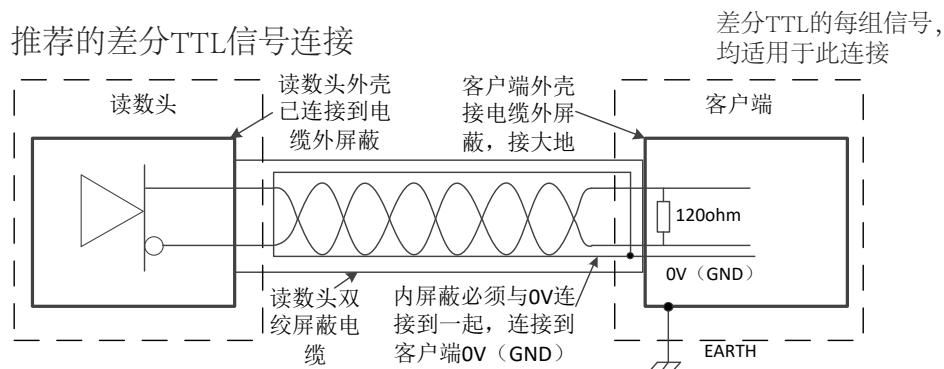 推荐的差分TTL信号连接
差分TTL的每组信号，
均适用于此连接
读数头
读数头外壳
已连接到电
缆外屏蔽
客户端外壳
接电缆外屏
蔽，接大地
客户端
120ohm
0V（GND）
读数头双
绞屏蔽电
缆
内屏蔽必须与0V连
接到一起，连接到
客户端0V（GND）
EARTH